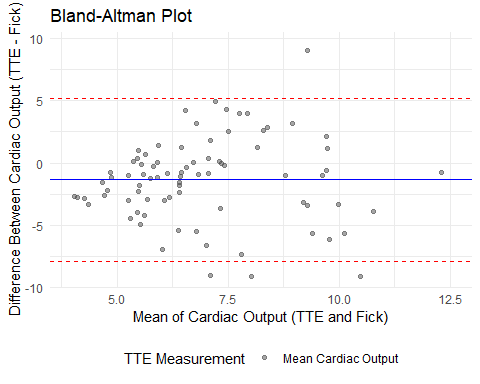 Bland-Altman Plot
Difference Between Cardiac Output (TTE - Fick)
10
5
0
-5
-10
5.0 7.5 10.0 12.5
Mean of Cardiac Output (TTE and Fick)
TTE Measurement Mean Cardiac Output